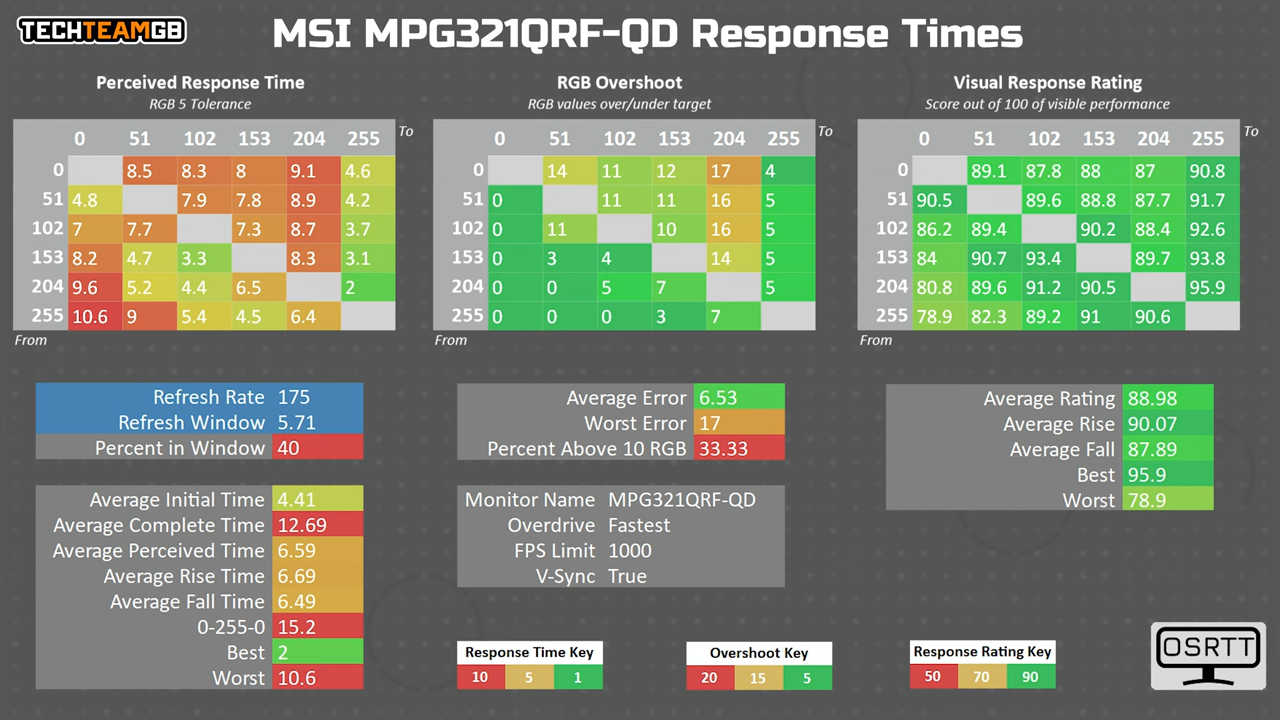 TECHTEAMGB
MSI MPG321QRF-QD Response Times
Perceived Response Time
RGB 5 Tolerance
0 51 102 153 204 255 To
0 8.5 8.3 8 9.1 4.6
51 4.8 7.9 7.8 8.9 4.2
102 7 7.7 7.3 8.7 3.7
153 8.2 4.7 3.3 8.3 3.1
204 9.6 5.2 4.4 6.5 2
255 10.6 9 5.4 4.5 6.4
From
RGB Overshoot
RGB values over/under target
0 51 102 153 204 255 To
0 14 11 12 17 4
51 0 11 11 16 5
102 0 11 10 16 5
153 0 3 4 14 5
204 0 0 5 7 5
255 0 0 0 3 7
From
Visual Response Rating
Score out of 100 of visible performance
0 51 102 153 204 255 To
0 89.1 87.8 88 87 90.8
51 90.5 89.6 88.8 87.7 91.7
102 86.2 89.4 90.2 88.4 92.6
153 84 90.7 93.4 89.7 93.8
204 80.8 89.6 91.2 90.5 95.9
255 78.9 82.3 89.2 91 90.6
From
Refresh Rate 175
Refresh Window 5.71
Percent in Window 40
Average Initial Time 4.41
Average Complete Time 12.69
Average Perceived Time 6.59
Average Rise Time 6.69
Average Fall Time 6.49
0-255-0 15.2
Best 2
Worst 10.6
Average Error 6.53
Worst Error 17
Percent Above 10 RGB 33.33
Monitor Name MPG321QRF-QD
Overdrive Fastest
FPS Limit 1000
V-Sync True
Average Rating 88.98
Average Rise 90.07
Average Fall 87.89
Best 95.9
Worst 78.9
Response Time Key
10 5 1
Overshoot Key
20 15 5
Response Rating Key
50 70 90
OSRTT